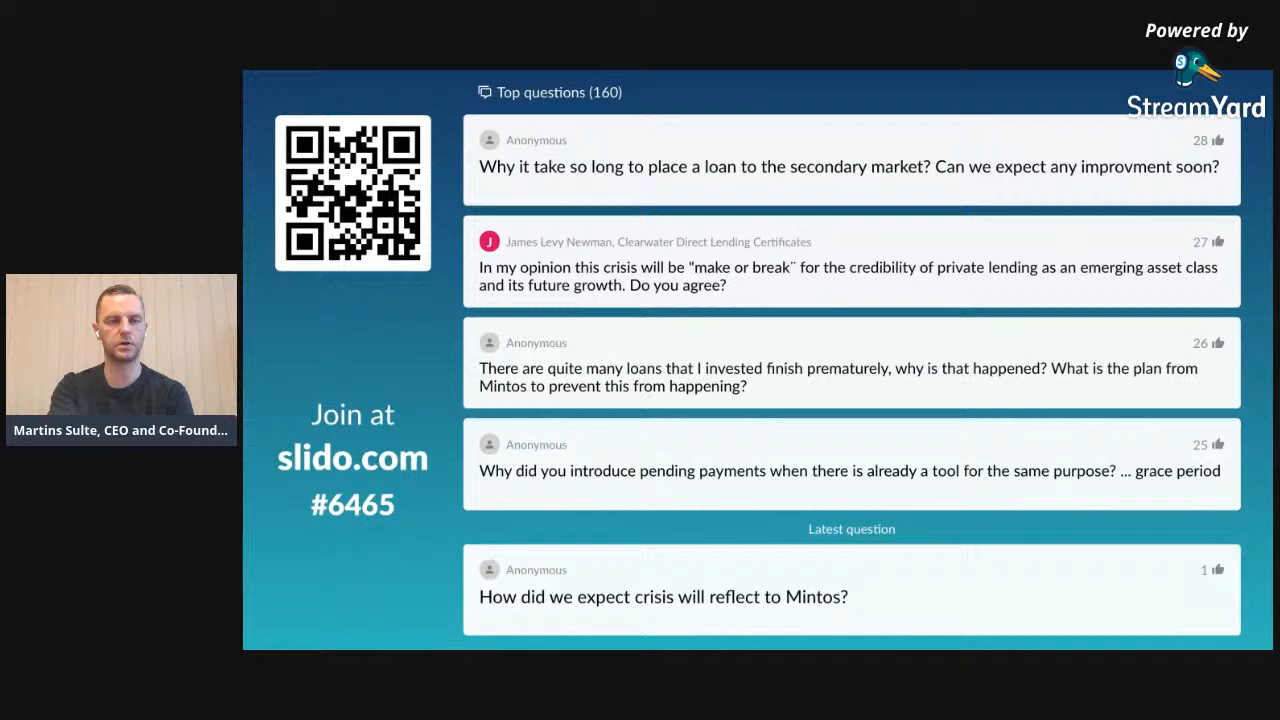 Powered by
StreamYard
Top questions (160)
Anonymous
28
Why it take so long to place a loan to the secondary market? Can we expect any improvment soon?
J
James Levy Newman, Clearwater Direct Lending Certificates
27
In my opinion this crisis will be "make or break¨ for the credibility of private lending as an emerging asset class
and its future growth. Do you agree?
Anonymous
26
There are quite many loans that I invested finish prematurely, why is that happened? What is the plan from
Mintos to prevent this from happening?
Anonymous
25
Why did you introduce pending payments when there is already a tool for the same purpose? ... grace period
Latest question
Anonymous
1
How did we expect crisis will reflect to Mintos?
Join at
slido.com
#6465
Martins Sulte, CEO and Co-Found...